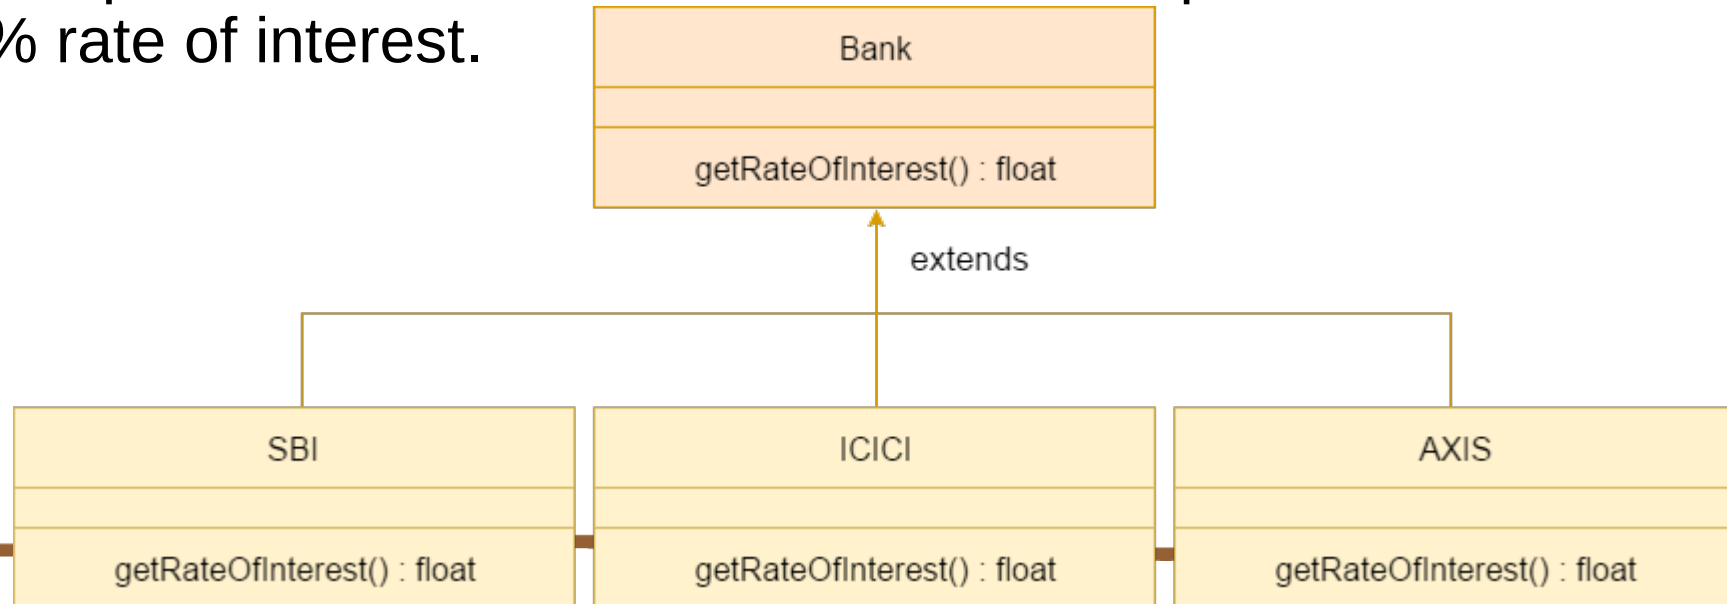 % rate of interest.
Bank
getRateOfInterest() : float
extends
SBI
ICICI
AXIS
getRateOfInterest() : float
getRateOfInterest() : float
getRateOfInterest() : float